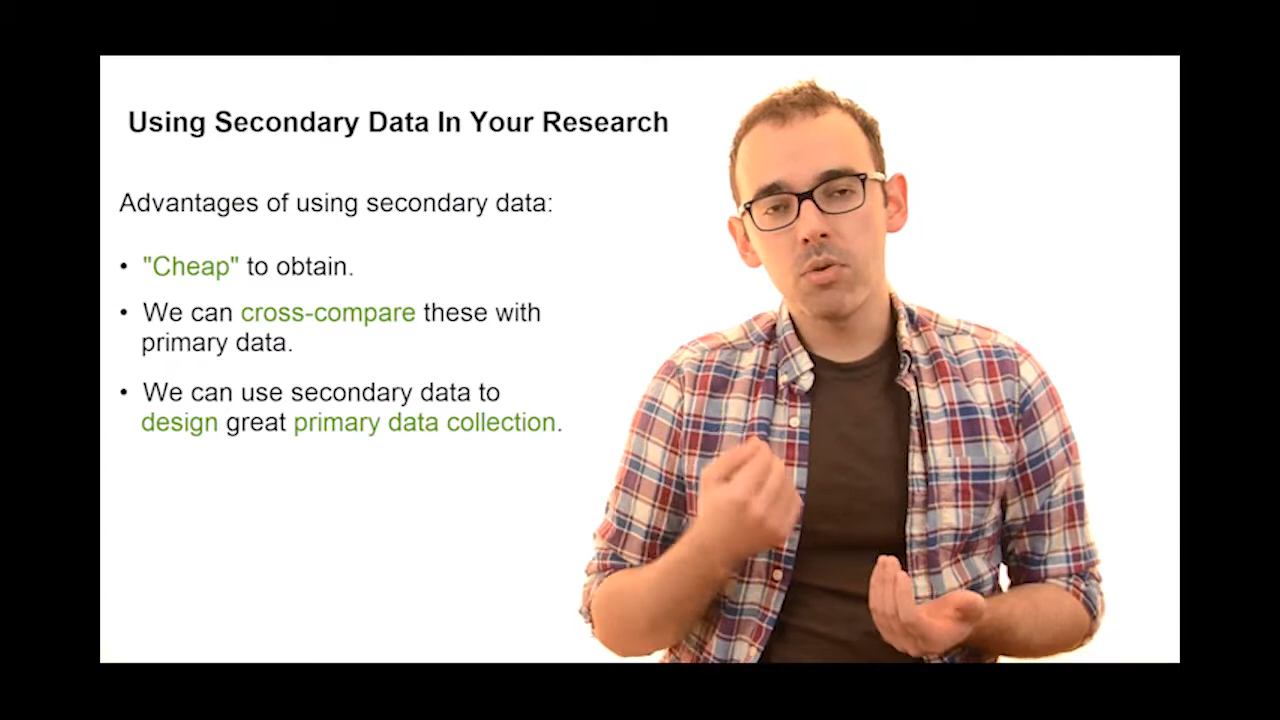 Using Secondary Data In Your Research
Advantages of using secondary data:
• "Cheap" to obtain.
• We can cross-compare these with
primary data.
• We can use secondary data to
design great primary data collection.